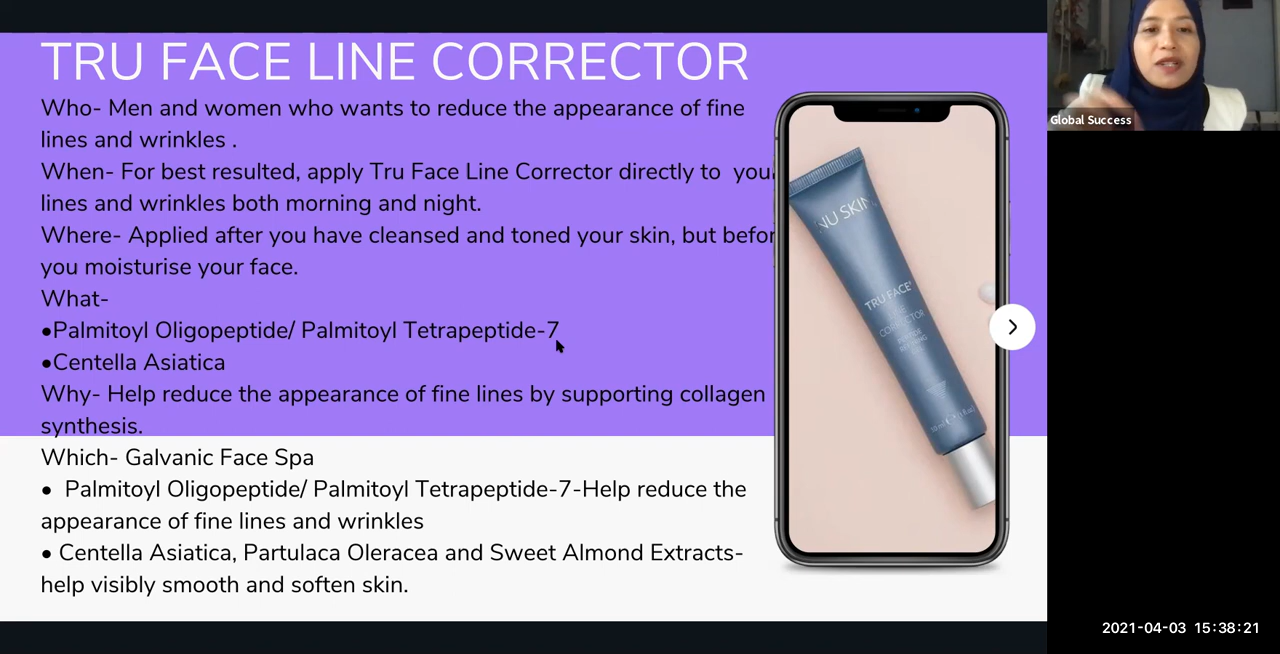 TRU FACE LINE CORRECTOR
Who- Men and women who wants to reduce the appearance of fine
lines and wrinkles .
When- For best resulted, apply Tru Face Line Corrector directly to you
lines and wrinkles both morning and night.
Where- Applied after you have cleansed and toned your skin, but befor
you moisturise your face.
What-
•Palmitoyl Oligopeptide/ Palmitoyl Tetrapeptide-7
•Centella Asiatica
Why- Help reduce the appearance of fine lines by supporting collagen
synthesis.
Which- Galvanic Face Spa
• Palmitoyl Oligopeptide/ Palmitoyl Tetrapeptide-7-Help reduce the
appearance of fine lines and wrinkles
• Centella Asiatica, Partulaca Oleracea and Sweet Almond Extracts-
help visibly smooth and soften skin.
NU SKIN
TRU FACE
LINE
CORRECTOR
Global Success
2021-04-03 15:38:21